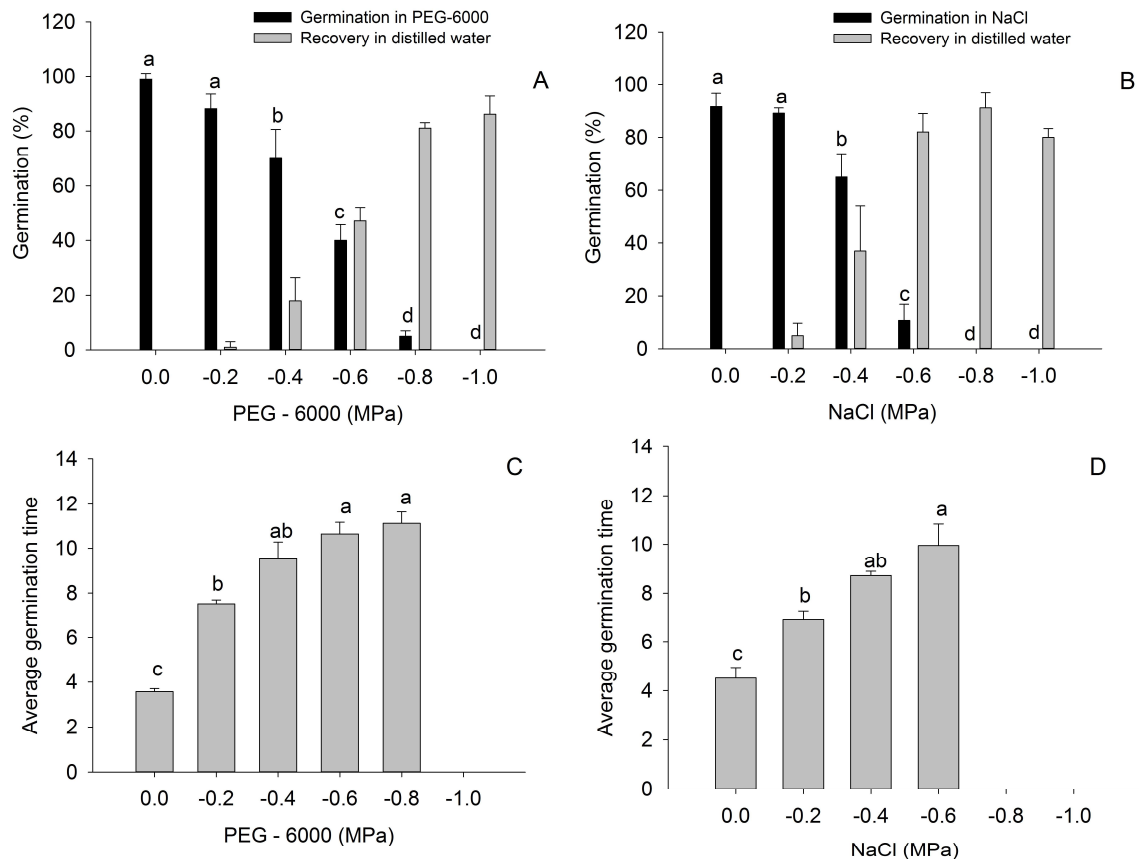 Germination in PEG-6000
Recovery in distilled water
A
Germination (%)
120
100
80
60
40
20
0
a
a
b
c
d
d
0.0 -0.2 -0.4 -0.6 -0.8 -1.0
PEG - 6000 (MPa)
Germination in NaCl
Recovery in distilled water
B
Germination (%)
120
100
80
60
40
20
0
a
a
b
c
d
d
0.0 -0.2 -0.4 -0.6 -0.8 -1.0
NaCl (MPa)
C
Average germination time
14
12
10
8
6
4
2
0
c
b
ab
a
a
0.0 -0.2 -0.4 -0.6 -0.8 -1.0
PEG - 6000 (MPa)
D
Average germination time
14
12
10
8
6
4
2
0
c
b
ab
a
0.0 -0.2 -0.4 -0.6 -0.8 -1.0
NaCl (MPa)